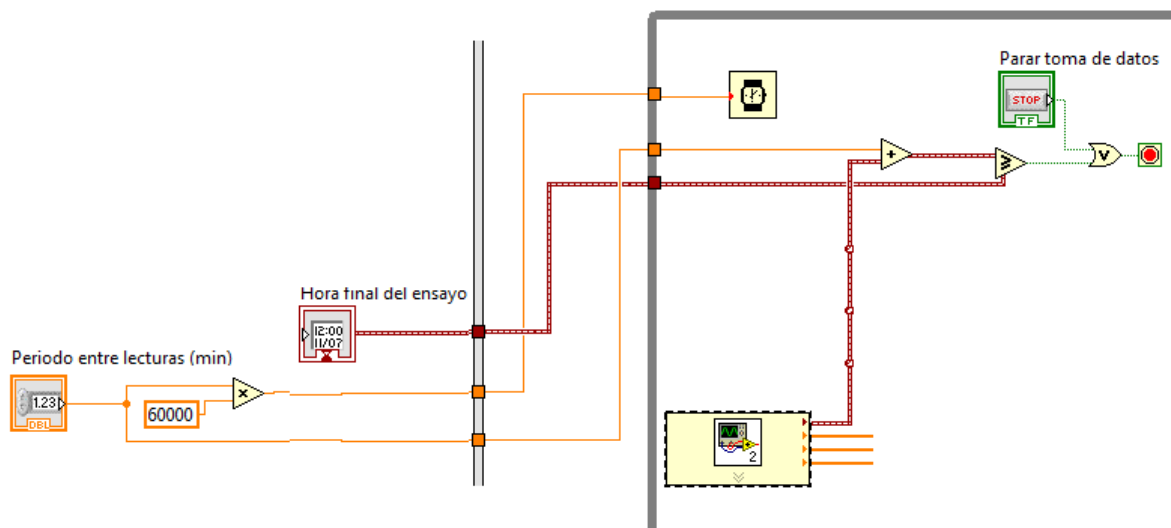 Parar toma de datos
STOP
TF
Hora final del ensayo
12:00
11/07
Periodo entre lecturas (min)
1.23
DBL
60000
2